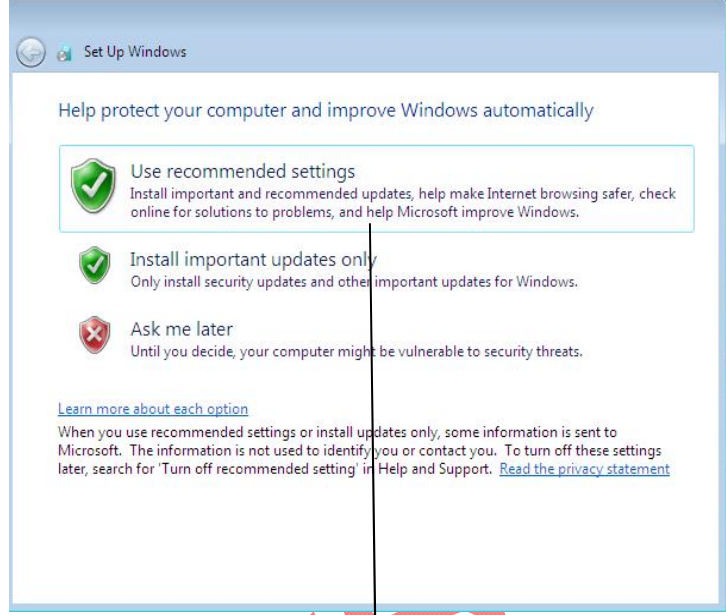 Set Up Windows
Help protect your computer and improve Windows automatically
Use recommended settings
Install important and recommended updates, help make Internet browsing safer, check
online for solutions to problems, and help Microsoft improve Windows.
Install important updates only
Only install security updates and other important updates for Windows.
Ask me later
Until you decide, your computer might be vulnerable to security threats.
Learn more about each option
When you use recommended settings or install updates only, some information is sent to
Microsoft. The information is not used to identify you or contact you. To turn off these settings
later, search for 'Turn off recommended setting' in Help and Support. Read the privacy statement